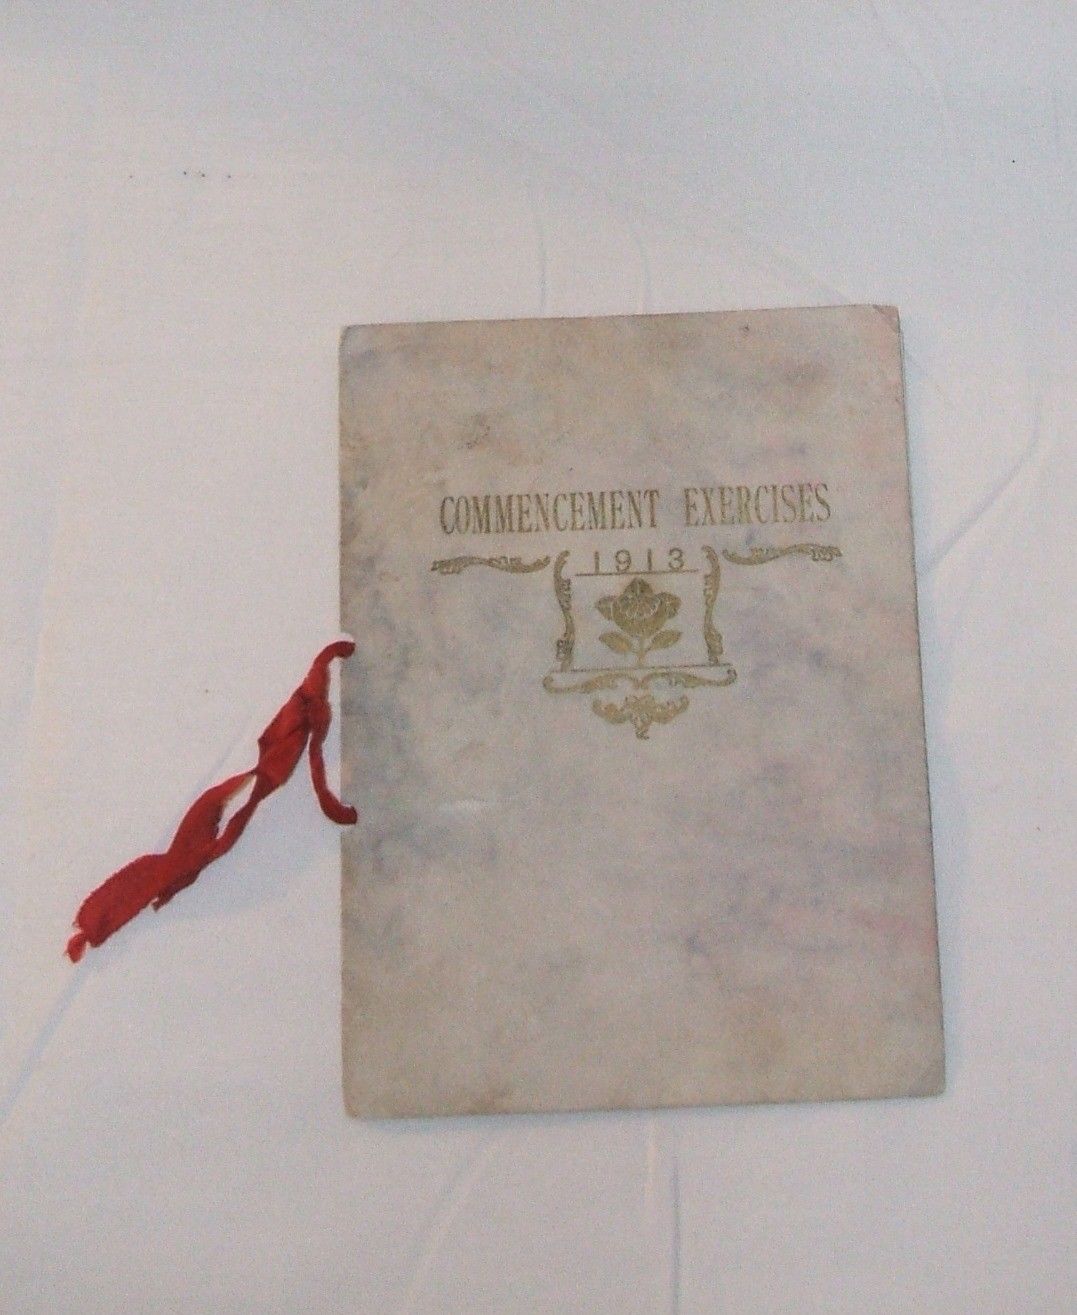 COMMENCEMENT EXERCISES
1913